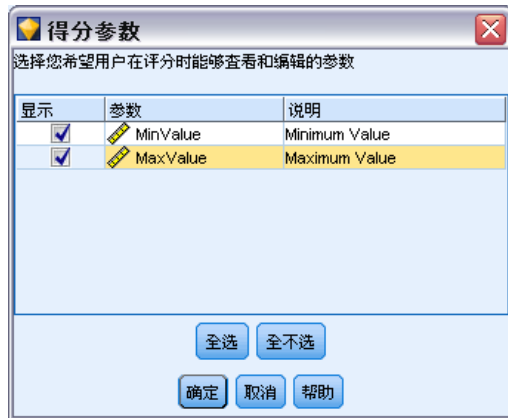 得分参数
选择您希望用户在评分时能够查看和编辑的参数
显示 参数 说明
MinValue Minimum Value
MaxValue Maximum Value
全选 全不选
确定 取消 帮助